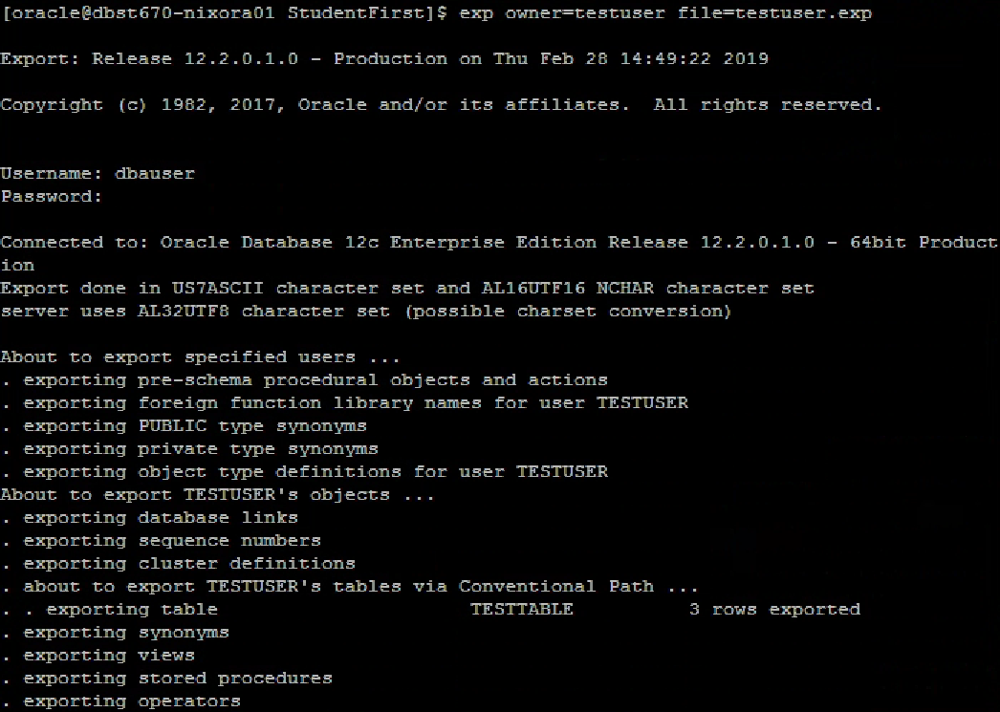 [oracle@dbst670-nixora01 StudentFirst]$ exp owner=testuser file=testuser.exp
Export: Release 12.2.0.1.0 - Production on Thu Feb 28 14:49:22 2019
Copyright (c) 1982, 2017, Oracle and/or its affiliates.  All rights reserved.
Username: dbauser
Password:
Connected to: Oracle Database 12c Enterprise Edition Release 12.2.0.1.0 - 64bit Product
ion
Export done in US7ASCII character set and AL16UTF16 NCHAR character set
server uses AL32UTF8 character set (possible charset conversion)
About to export specified users ...
. exporting pre-schema procedural objects and actions
. exporting foreign function library names for user TESTUSER
. exporting PUBLIC type synonyms
. exporting private type synonyms
. exporting object type definitions for user TESTUSER
About to export TESTUSER's objects ...
. exporting database links
. exporting sequence numbers
. exporting cluster definitions
. about to export TESTUSER's tables via Conventional Path ...
. . exporting table                      TESTTABLE          3 rows exported
. exporting synonyms
. exporting views
. exporting stored procedures
. exporting operators